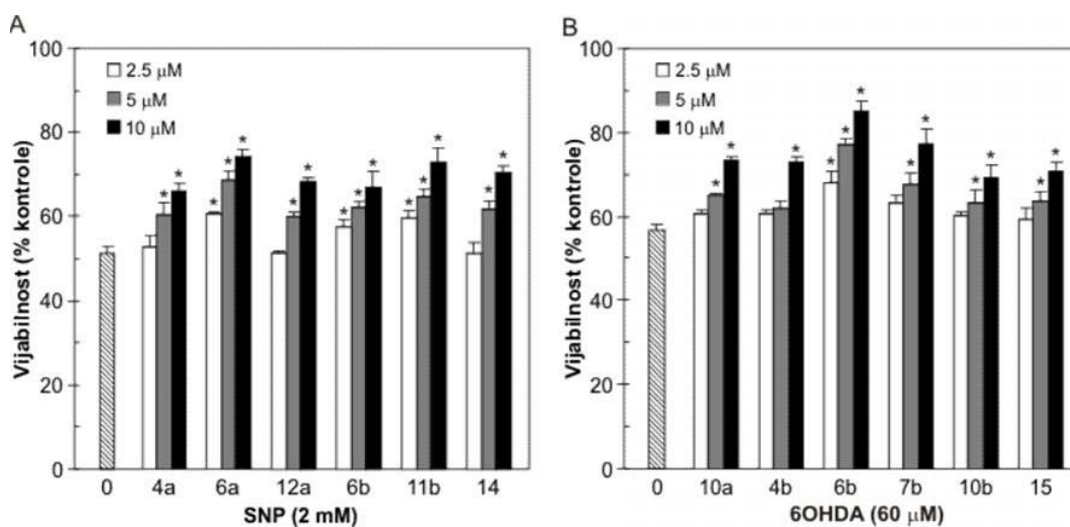 A
100
80
60
40
20
0
Vijabilnost (% kontrole)
2.5 μM
5 μM
10 μM
* * * * * * * * * * * * * * *
0 4a 6a 12a 6b 11b 14
SNP (2 mM)
B
100
80
60
40
20
0
Vijabilnost (% kontrole)
2.5 μM
5 μM
10 μM
* * * * * * * * * * * *
0 10a 4b 6b 7b 10b 15
6OHDA (60 μM)